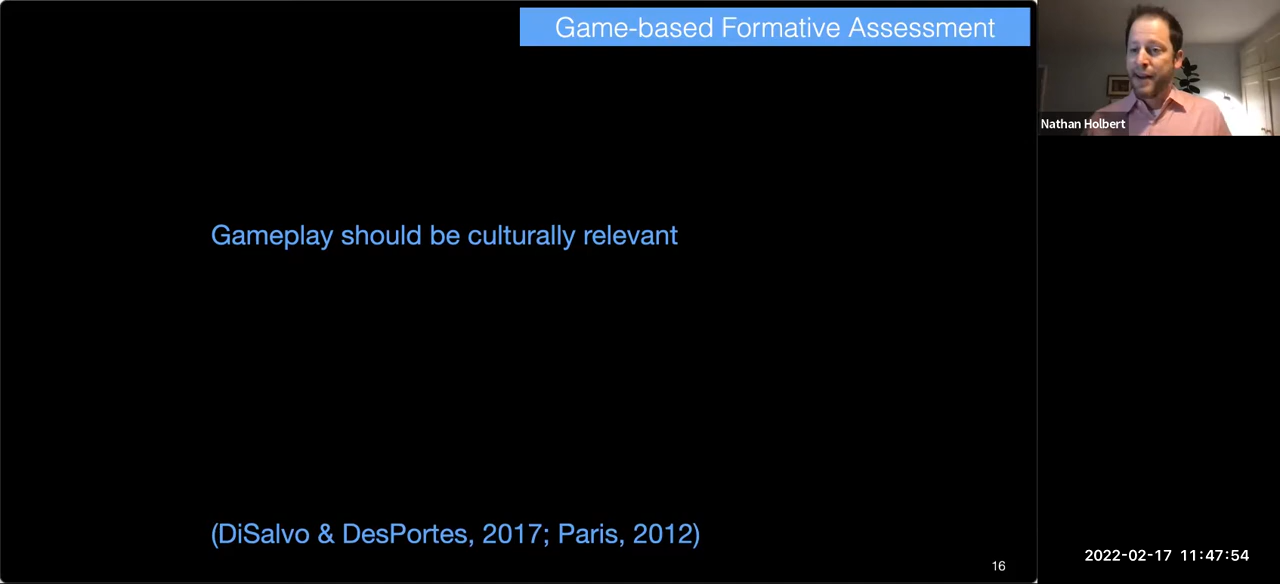 Game-based Formative Assessment
Nathan Holbert
Gameplay should be culturally relevant
(DiSalvo & DesPortes, 2017; Paris, 2012)
16
2022-02-17 11:47:54